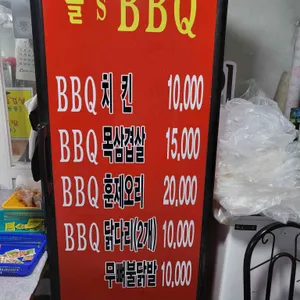 s BBQ
BBQ 치킨 10,000
BBQ 목삼겹살 15,000
BBQ 훈제오리 20,000
BBQ 닭다리(2개) 10,000
무뼈불닭발 10,000